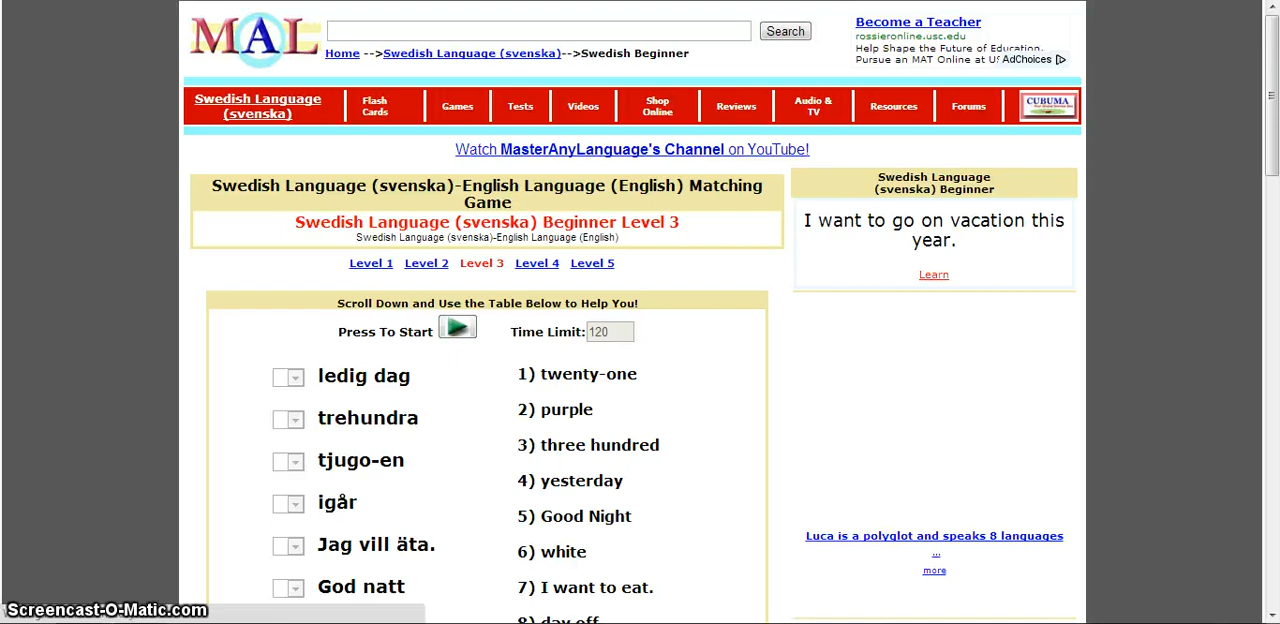 MAL
Search
Home -->Swedish Language (svenska)-->Swedish Beginner
Become a Teacher
rossieronline.usc.edu
Help Shape the Future of Education.
Pursue an MAT Online at US
AdChoices
Swedish Language
(svenska)
Flash
Cards
Games
Tests
Videos
Shop
Online
Reviews
Audio &
TV
Resources
Forums
CUBUMA
Watch MasterAnyLanguage's Channel on YouTube!
Swedish Language (svenska)-English Language (English) Matching
Game
Swedish Language (svenska) Beginner Level 3
Swedish Language (svenska)-English Language (English)
Level 1 Level 2 Level 3 Level 4 Level 5
Swedish Language
(svenska) Beginner
I want to go on vacation this
year.
Learn
Scroll Down and Use the Table Below to Help You!
Press To Start
Time Limit: 120
ledig dag
trehundra
tjugo-en
igår
Jag vill äta.
God natt
1) twenty-one
2) purple
3) three hundred
4) yesterday
5) Good Night
6) white
7) I want to eat.
8) day off
Luca is a polyglot and speaks 8 languages
...
more
Screencast-O-Matic.com